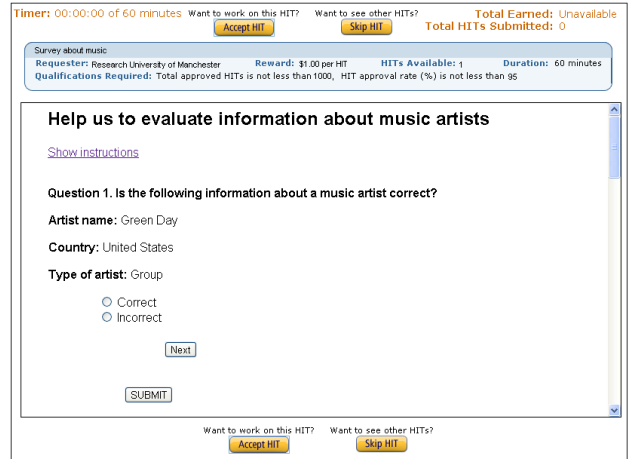 Timer: 00:00:00 of 60 minutes Want to work on this HIT? Want to see other HITs? Total Earned: Unavailable
Accept HIT Skip HIT Total HITs Submitted: 0
Survey about music
Requester: Research University of Manchester Reward: $1.00 per HIT HITs Available: 1 Duration: 60 minutes
Qualifications Required: Total approved HITs is not less than 1000, HIT approval rate (%) is not less than 95
Help us to evaluate information about music artists
Show instructions
Question 1. Is the following information about a music artist correct?
Artist name: Green Day
Country: United States
Type of artist: Group
Correct
Incorrect
Next
SUBMIT
Want to work on this HIT? Want to see other HITs?
Accept HIT Skip HIT